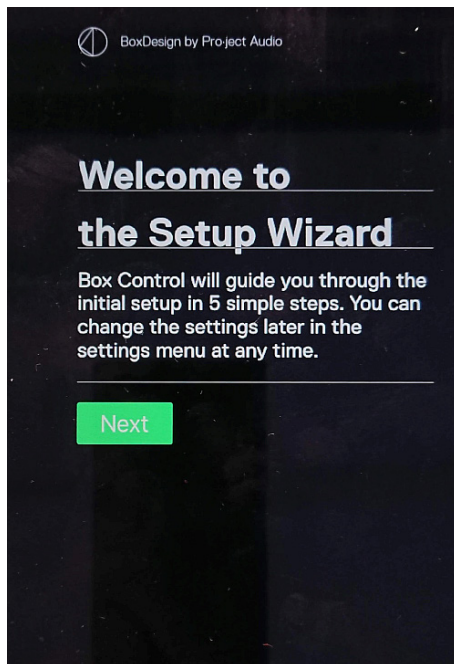 BoxDesign by Pro-ject Audio
Welcome to
the Setup Wizard
Box Control will guide you through the
initial setup in 5 simple steps. You can
change the settings later in the
settings menu at any time.
Next